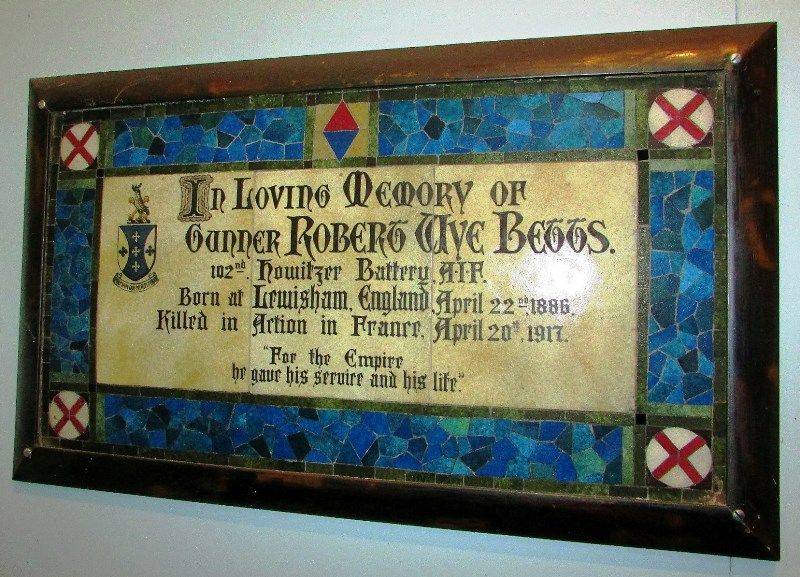 In Loving Memory of
Gunner Robert Wye Betts.
102nd. Howitzer Battery, A.I.F.
Born at Lewisham, England, April 22nd, 1886.
Killed in Action in France, April 20th, 1917.
"For the Empire
he gave his service and his life."